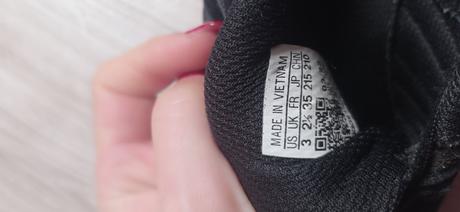 MADE IN VIETNAM
US UK FR JP CHN
3 2½ 35 215 210